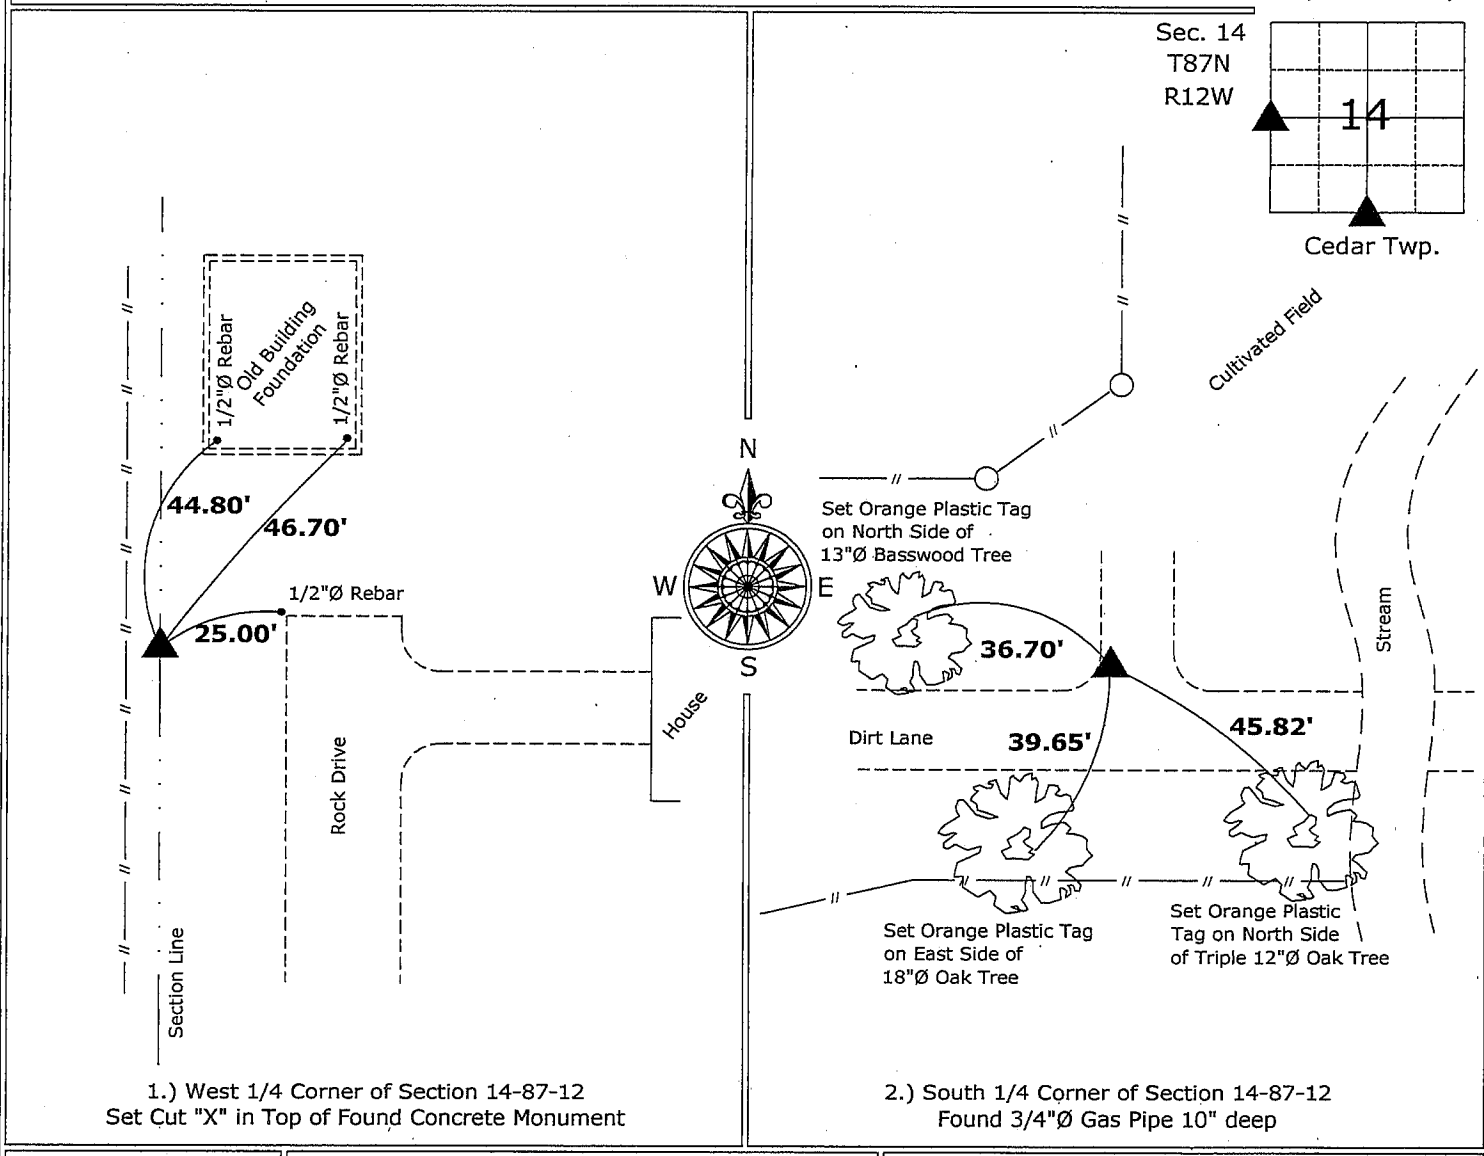 Sec. 14
T87N
R12W
14
Cedar Twp.
1/2"Ø Rebar
Old Building
Foundation
1/2"Ø Rebar
44.80'
46.70'
1/2"Ø Rebar
25.00'
Rock Drive
House
Section Line
1.) West 1/4 Corner of Section 14-87-12
Set Cut "X" in Top of Found Concrete Monument
N
W
E
S
Cultivated Field
Set Orange Plastic Tag
on North Side of
13"Ø Basswood Tree
36.70'
Stream
Dirt Lane
39.65'
45.82'
Set Orange Plastic Tag
on East Side of
18"Ø Oak Tree
Set Orange Plastic
Tag on North Side
of Triple 12"Ø Oak Tree
2.) South 1/4 Corner of Section 14-87-12
Found 3/4"Ø Gas Pipe 10" deep